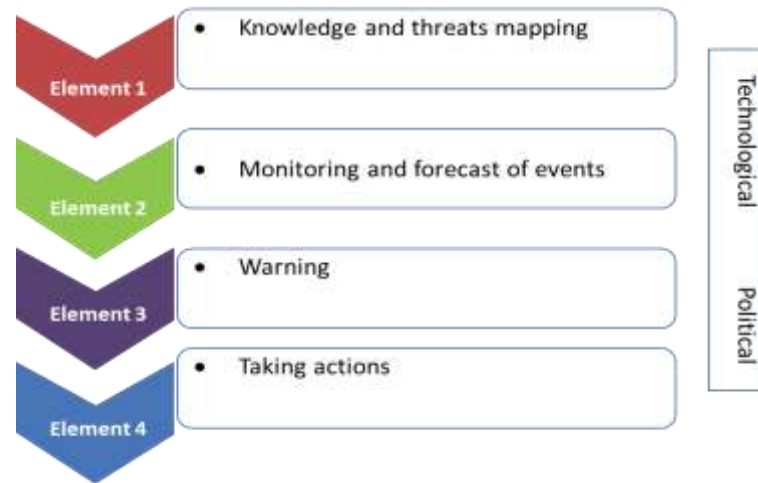 Element 1
• Knowledge and threats mapping
Element 2
• Monitoring and forecast of events
Element 3
• Warning
Element 4
• Taking actions
Technological
Political